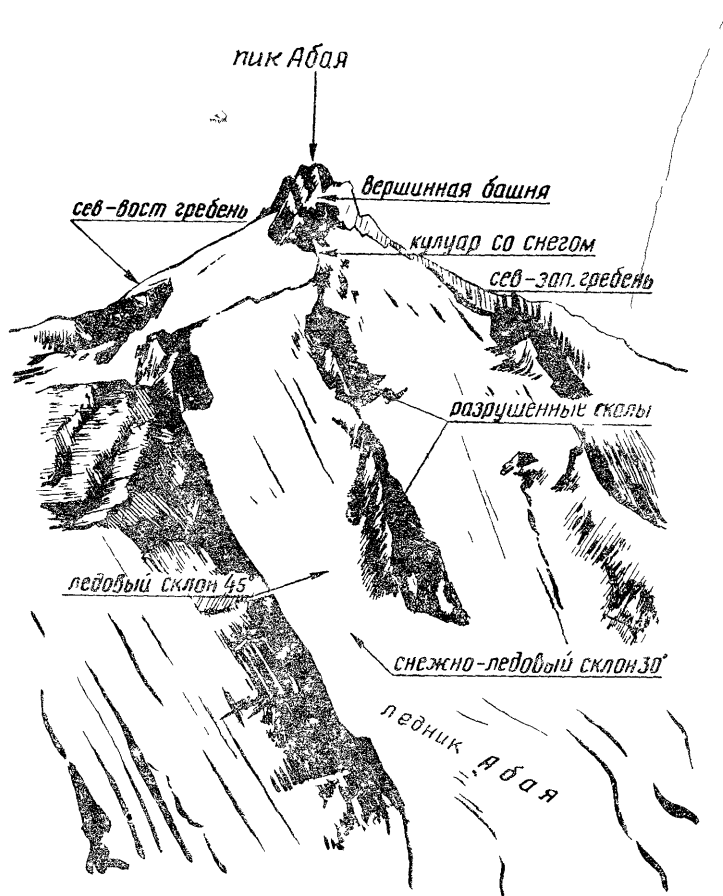 пик Абая
вершинная башня
сев-вост гребень
кулуар со снегом
сев-зап. гребень
разрушенные скалы
ледовый склон 45°
снежно-ледовый склон 30°
ледник Абая